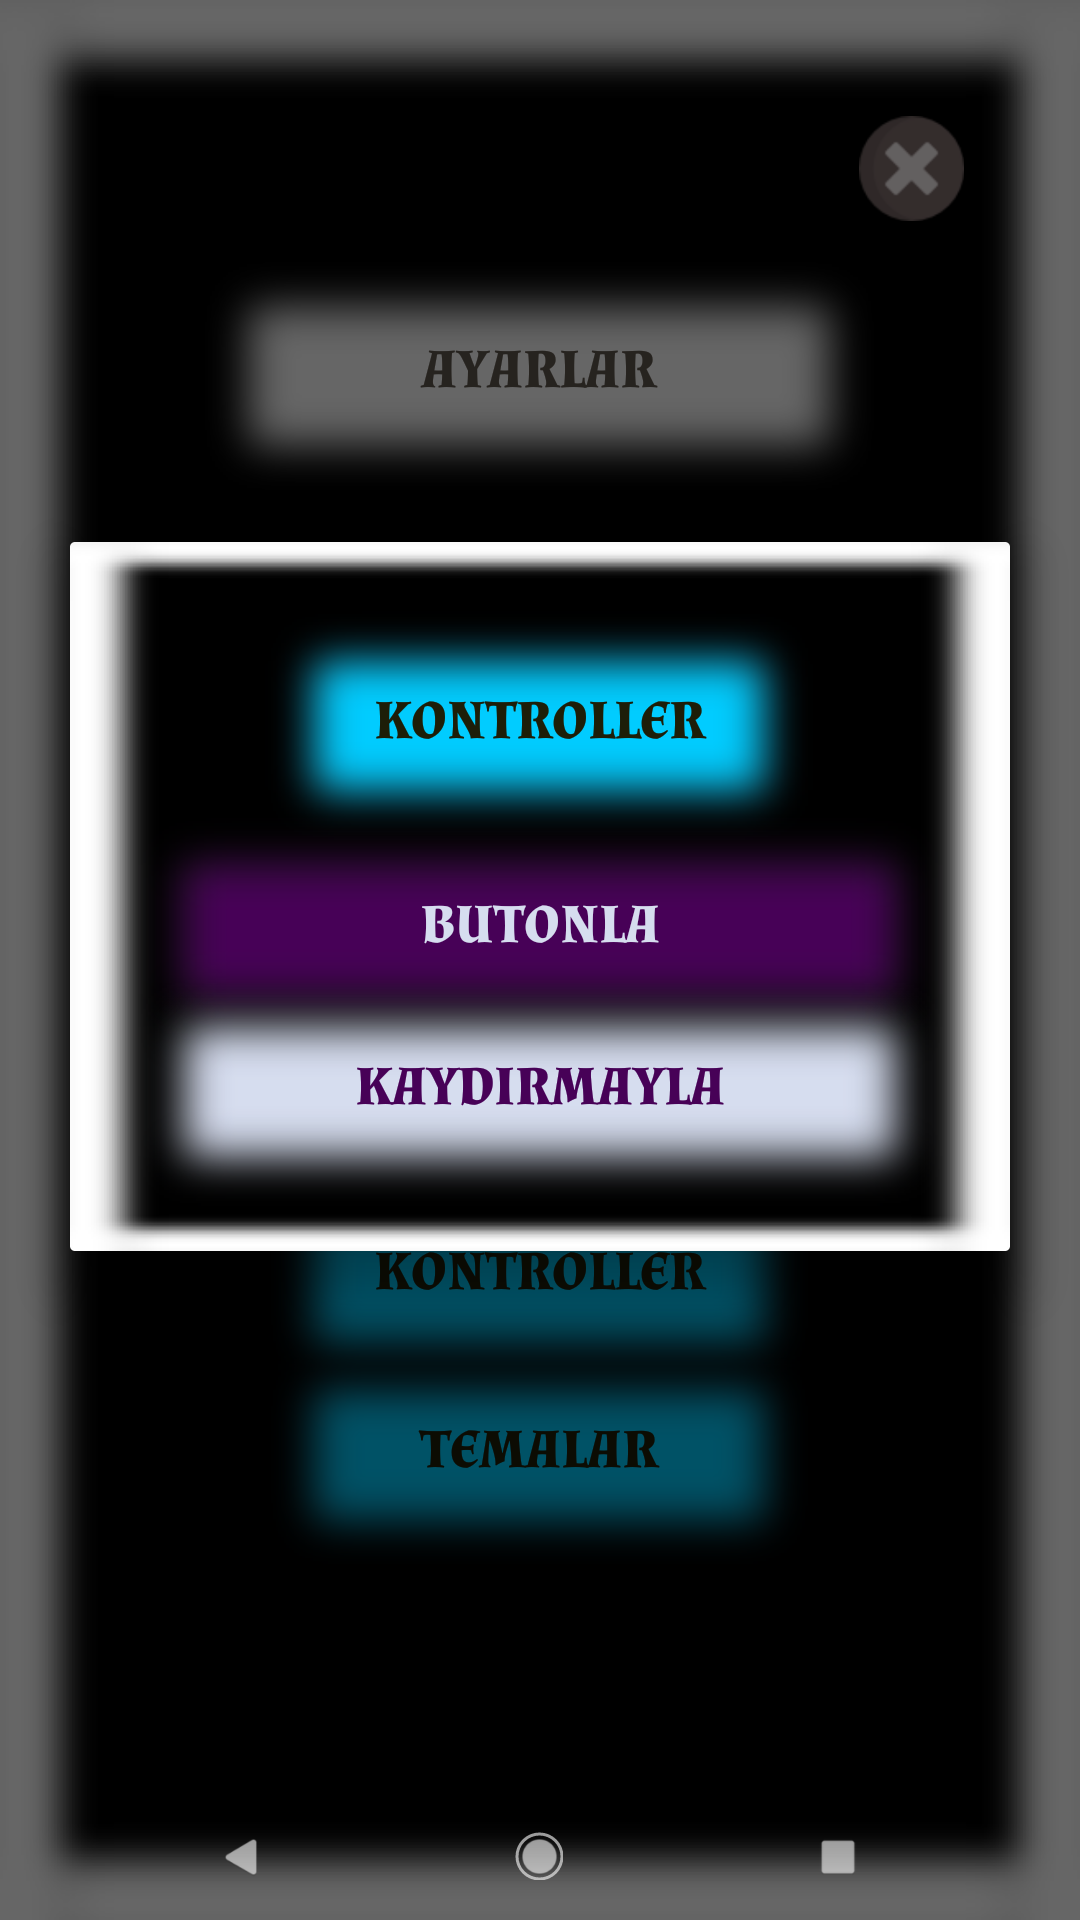 AYARLAR
KONTROLLER
BUTONLA
KAYDIRMAYLA
KONTROLLER
TEMALAR